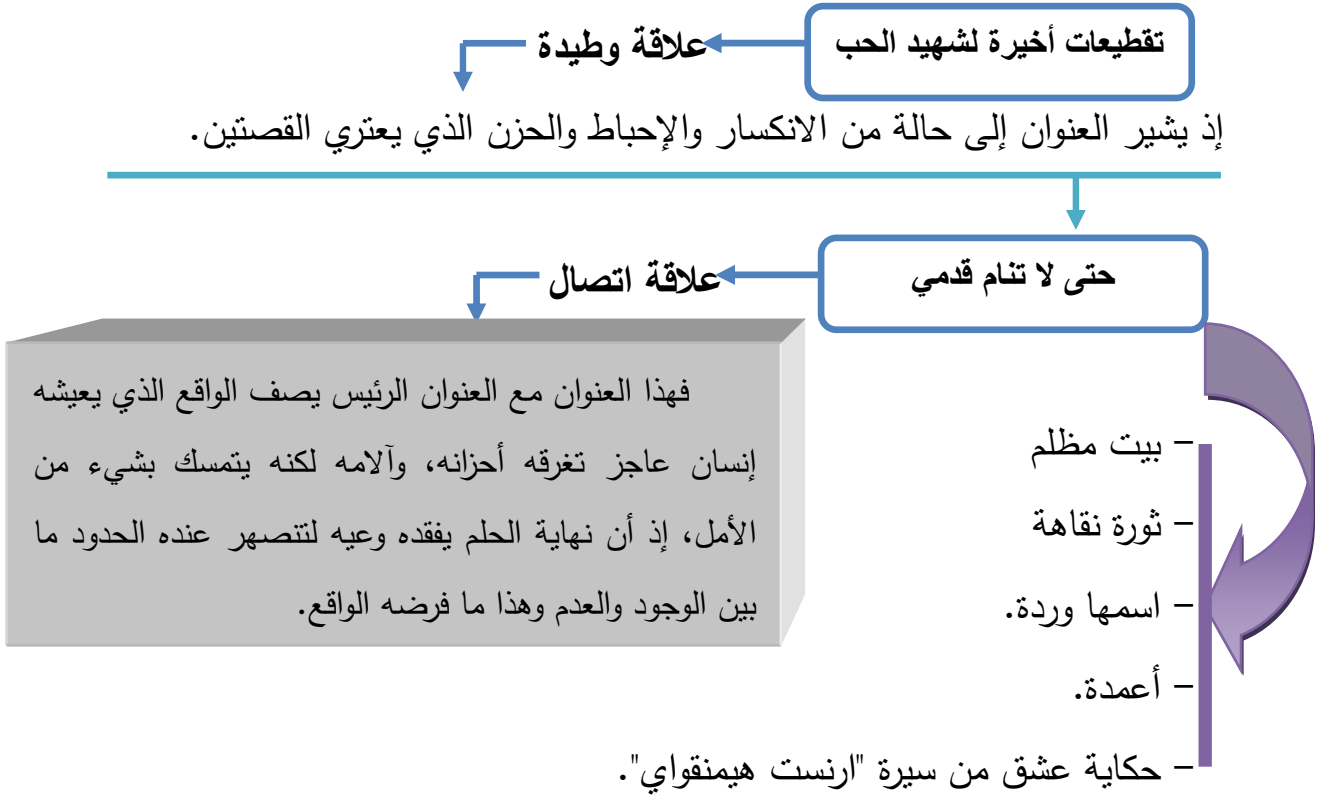 تقطيعات أخيرة لشهيد الحب
علاقة وطيدة
إذ يشير العنوان إلى حالة من الانكسار والإحباط والحزن الذي يعتري القصتين.
حتى لا تنام قدمي
علاقة اتصال
فهذا العنوان مع العنوان الرئيس يصف الواقع الذي يعيشه
إنسان عاجز تغرقه أحزانه، وآلامه لكنه يتمسك بشيء من
الأمل، إذ أن نهاية الحلم يفقده وعيه لتنصهر عنده الحدود ما
بين الوجود والعدم وهذا ما فرضه الواقع.
– بيت مظلم
– ثورة نقاهة
– اسمها وردة.
– أعمدة.
– حكاية عشق من سيرة "ارنست هيمنقواي".